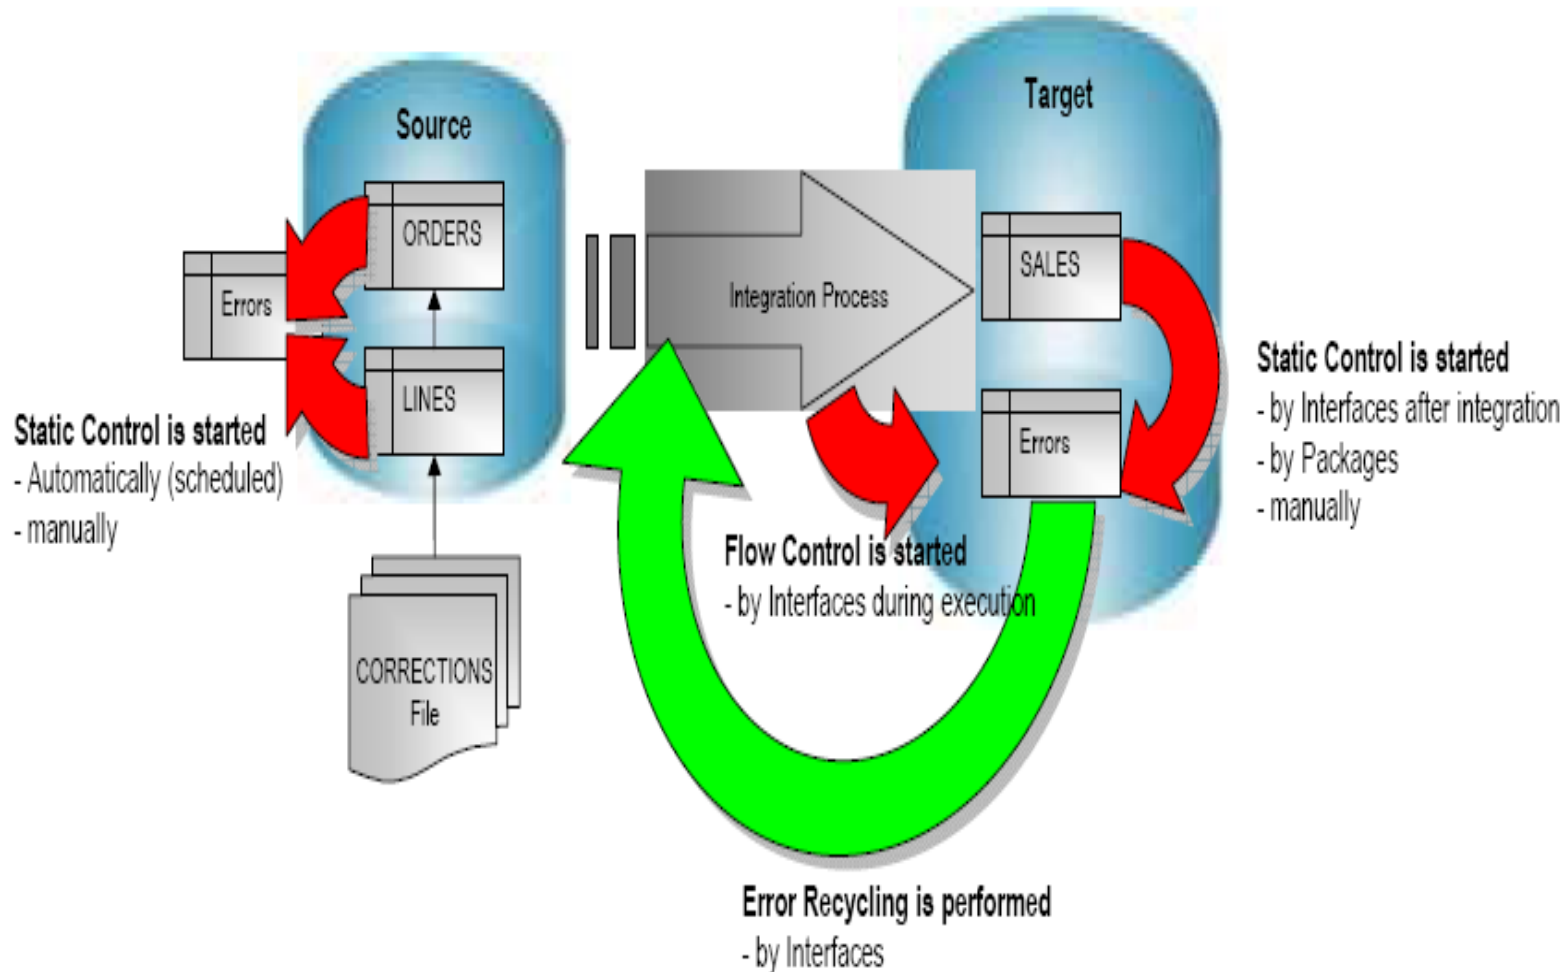 Source
Target
ORDERS
Errors
LINES
Integration Process
SALES
Errors
Static Control is started
- Automatically (scheduled)
- manually
CORRECTIONS
File
Flow Control is started
- by Interfaces during execution
Static Control is started
- by Interfaces after integration
- by Packages
- manually
Error Recycling is performed
- by Interfaces